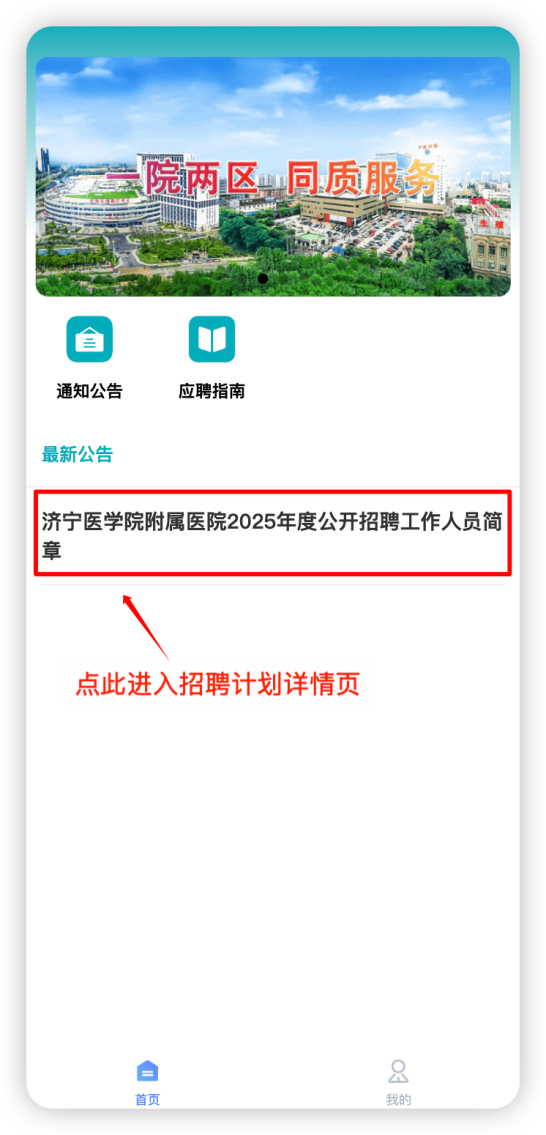 一院两区 同质服务
生殖
通知公告
应聘指南
最新公告
济宁医学院附属医院2025年度公开招聘工作人员简
章
点此进入招聘计划详情页
首页
我的